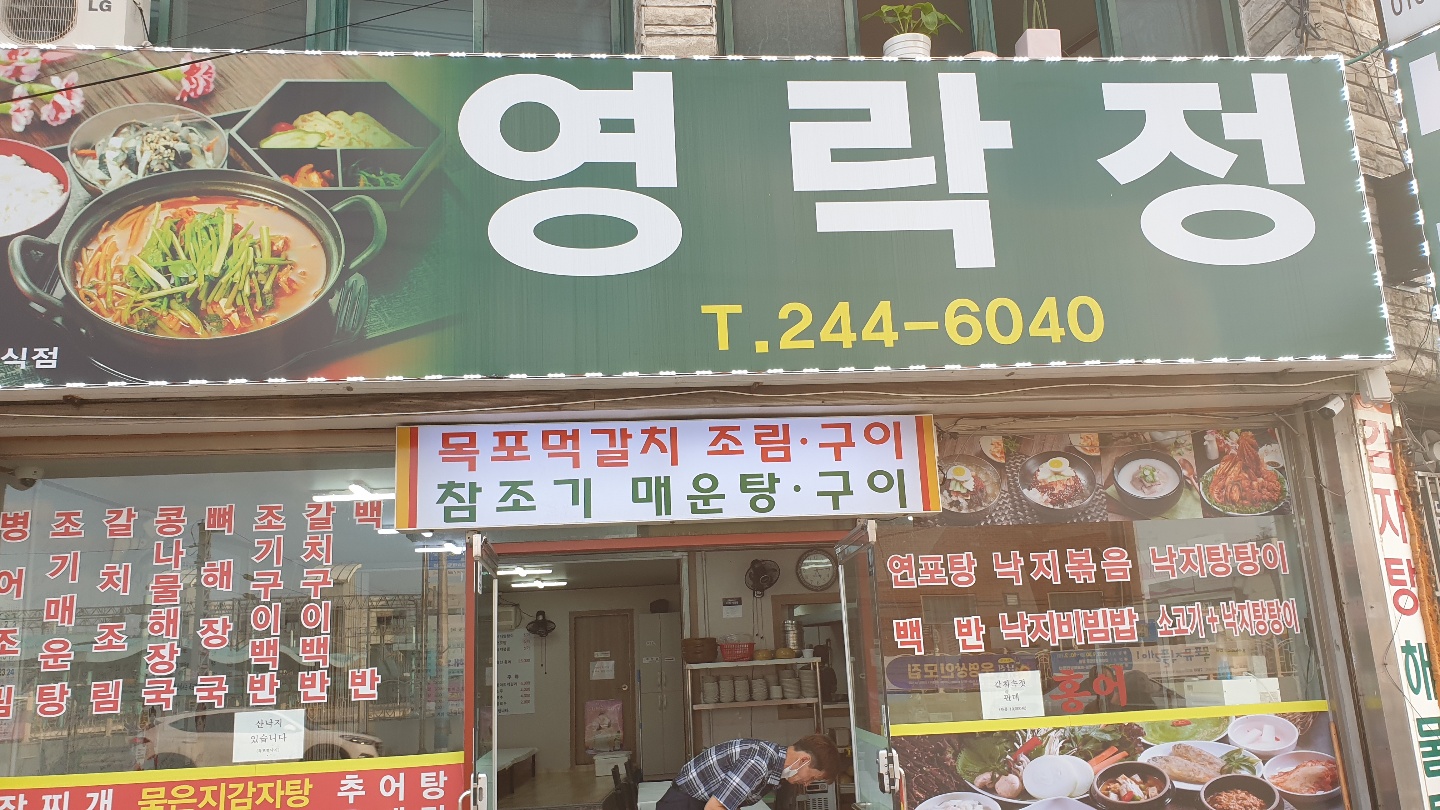 LG
영락정
T.244-6040
식점
목포먹갈치 조림·구이
참조기 매운탕·구이
조기매운탕
갈치조림
콩나물해장국
뼈해장국
조기구이백반
갈치구이백반
백반
산낙지
있습니다
연포탕 낙지볶음 낙지탕탕이
백 반 낙지비빔밥 소고기+낙지탕탕이
홍어
묵은지감자탕 추어탕
감자탕